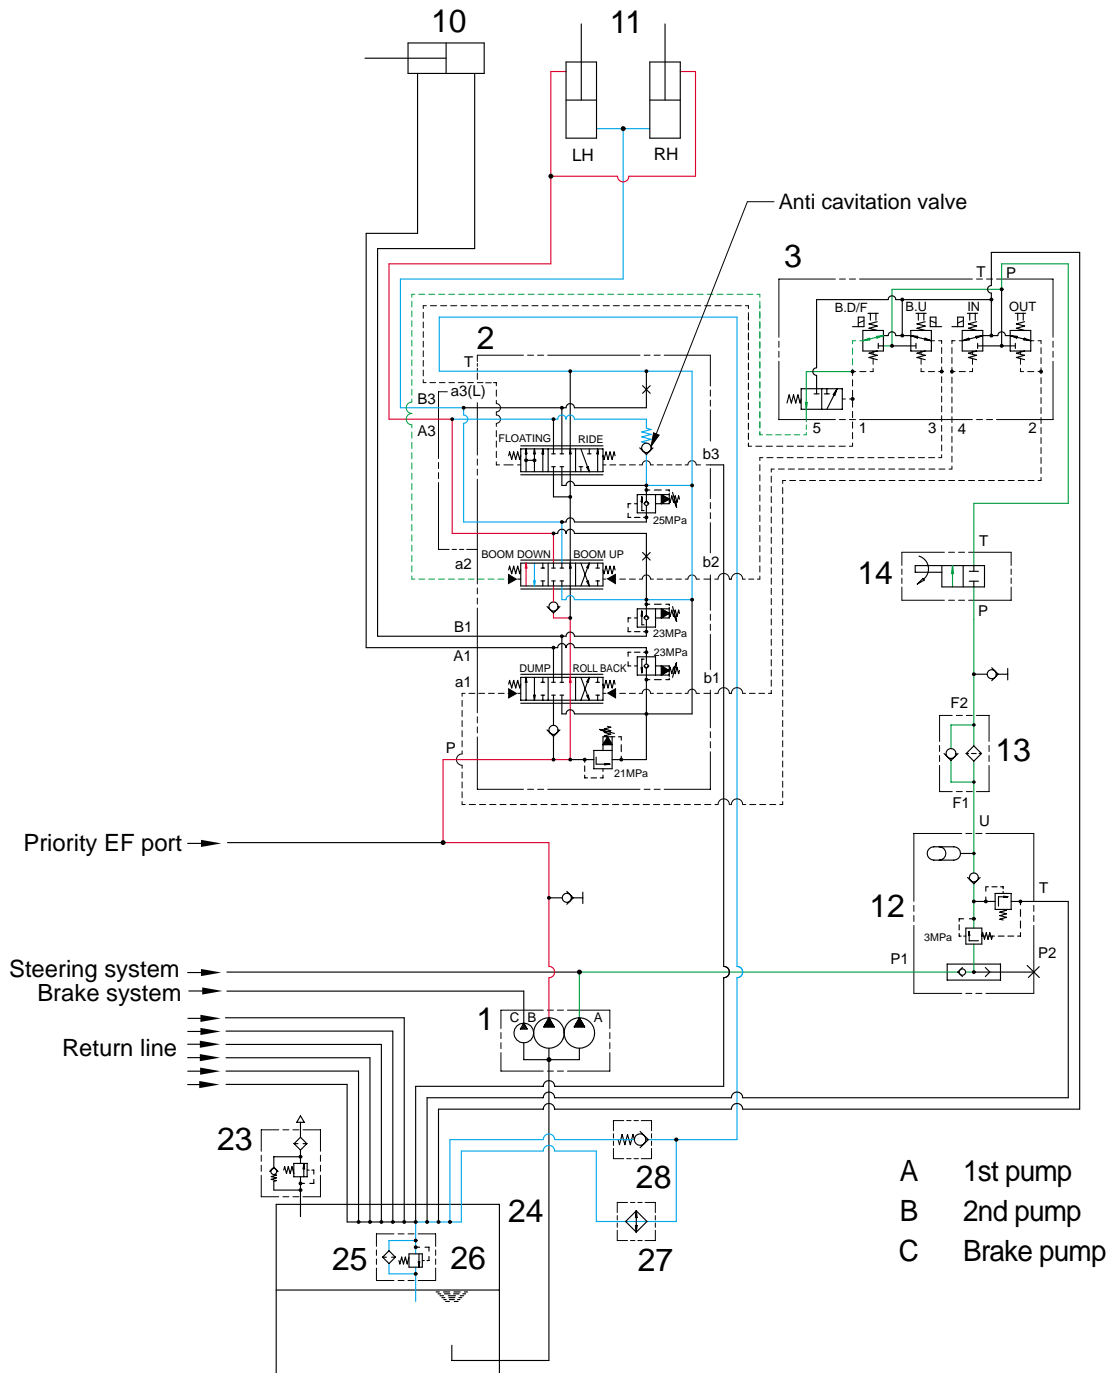 10
11
LH
RH
Anti cavitation valve
3
T P
B.D/F B.U IN OUT
5 1 3 4 2
2
T
a3(L)
B3
A3
FLOATING RIDE
b3
25MPa
BOOM DOWN BOOM UP
a2
b2
B1
23MPa
A1
23MPa
DUMP ROLL BACK
a1
b1
P
21MPa
T
14
P
F2
13
F1
U
12
T
3MPa
P1
P2
Priority EF port
Steering system
Brake system
1
C B A
Return line
23
24
28
25
26
27
A 1st pump
B 2nd pump
C Brake pump